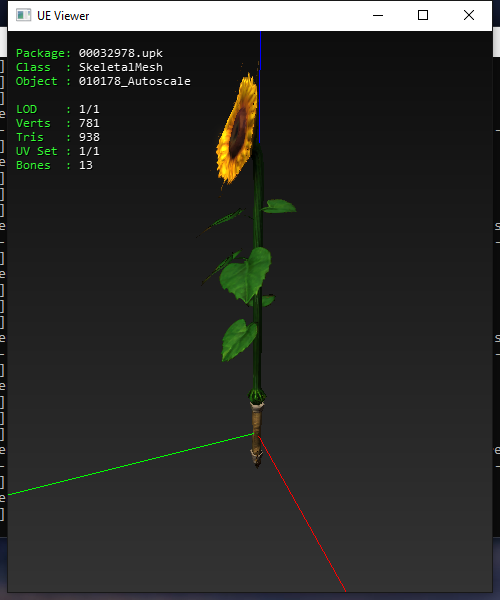 UE Viewer
Package: 00032978.upk
Class  : SkeletalMesh
Object : 010178_Autoscale
LOD    : 1/1
Verts  : 781
Tris   : 938
UV Set : 1/1
Bones  : 13